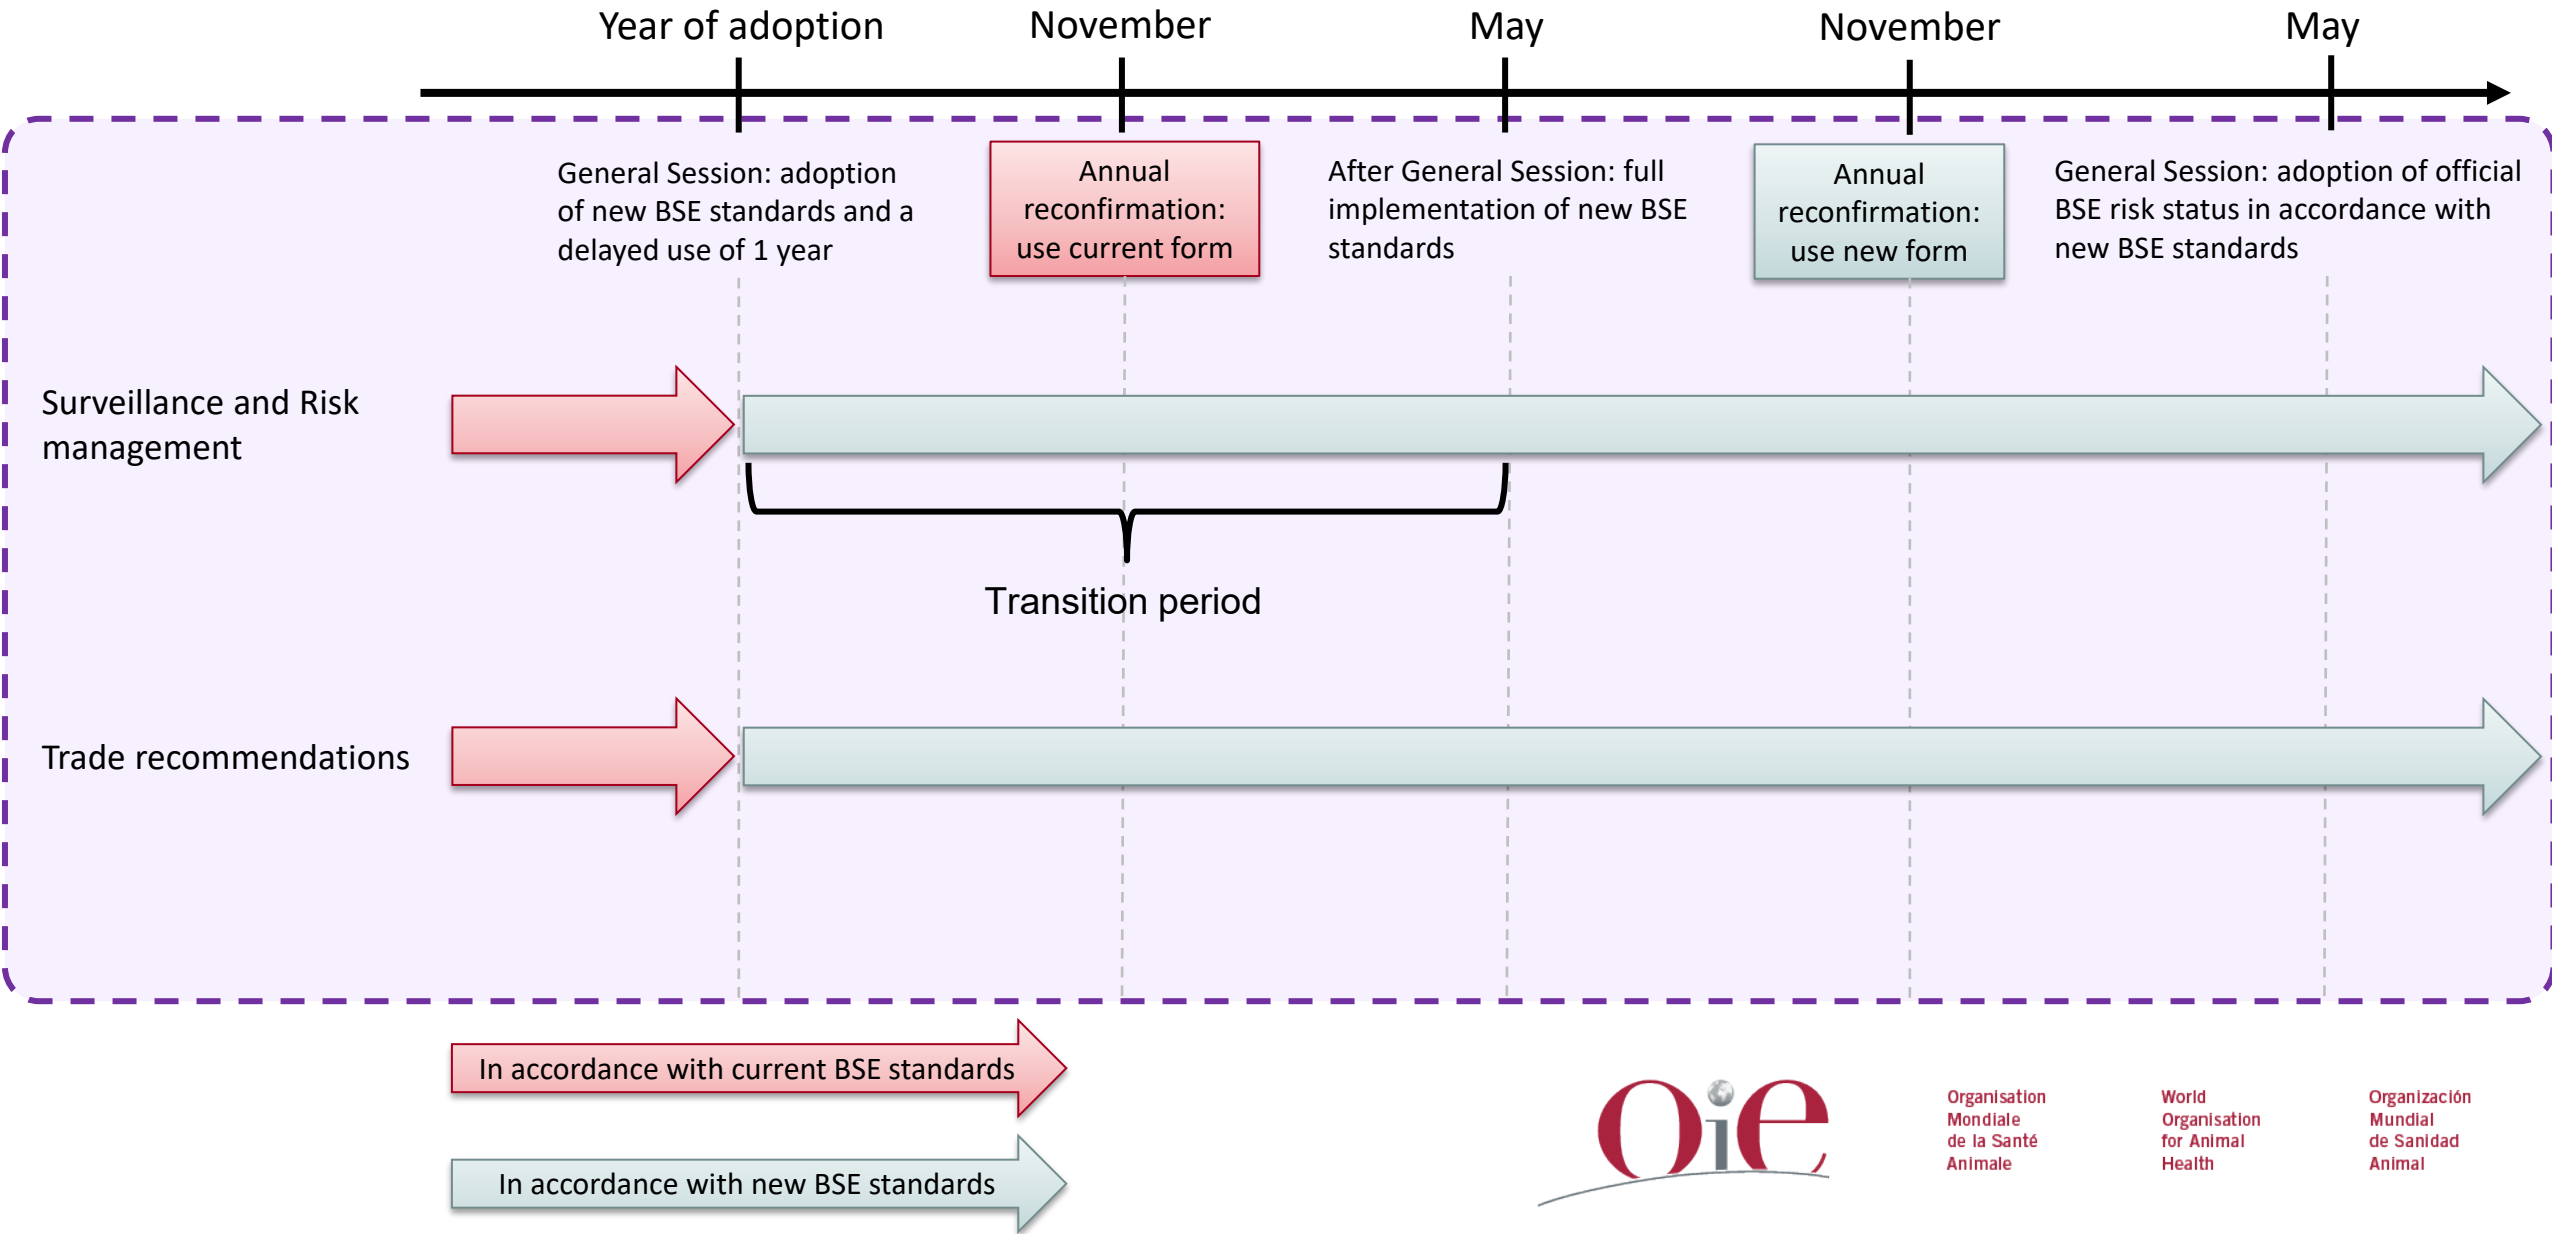 Year of adoption
November
May
November
May
General Session: adoption
of new BSE standards and a
delayed use of 1 year
Annual
reconfirmation:
use current form
After General Session: full
implementation of new BSE
standards
Annual
reconfirmation:
use new form
General Session: adoption of official
BSE risk status in accordance with
new BSE standards
Surveillance and Risk
management
Transition period
Trade recommendations
In accordance with current BSE standards
In accordance with new BSE standards
Oie
Organisation
Mondiale
de la Santé
Animale
World
Organisation
for Animal
Health
Organización
Mundial
de Sanidad
Animal